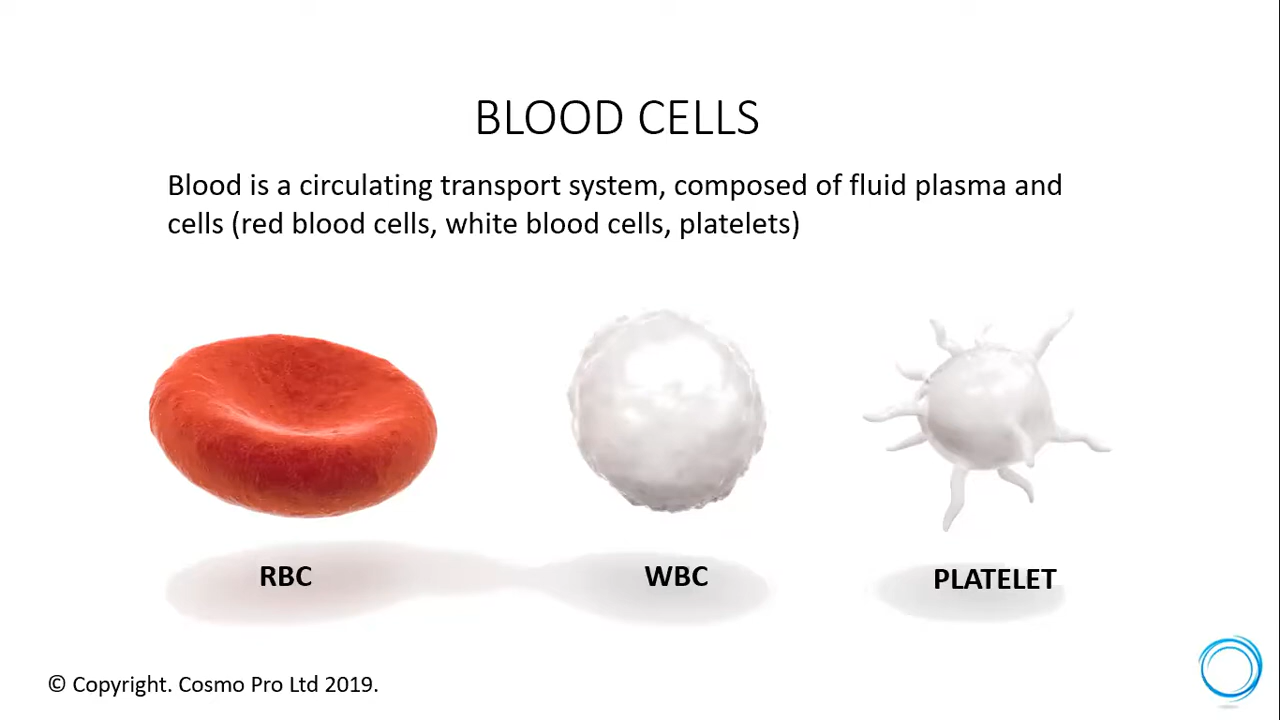 BLOOD CELLS
Blood is a circulating transport system, composed of fluid plasma and
cells (red blood cells, white blood cells, platelets)
RBC
WBC
PLATELET
© Copyright. Cosmo Pro Ltd 2019.